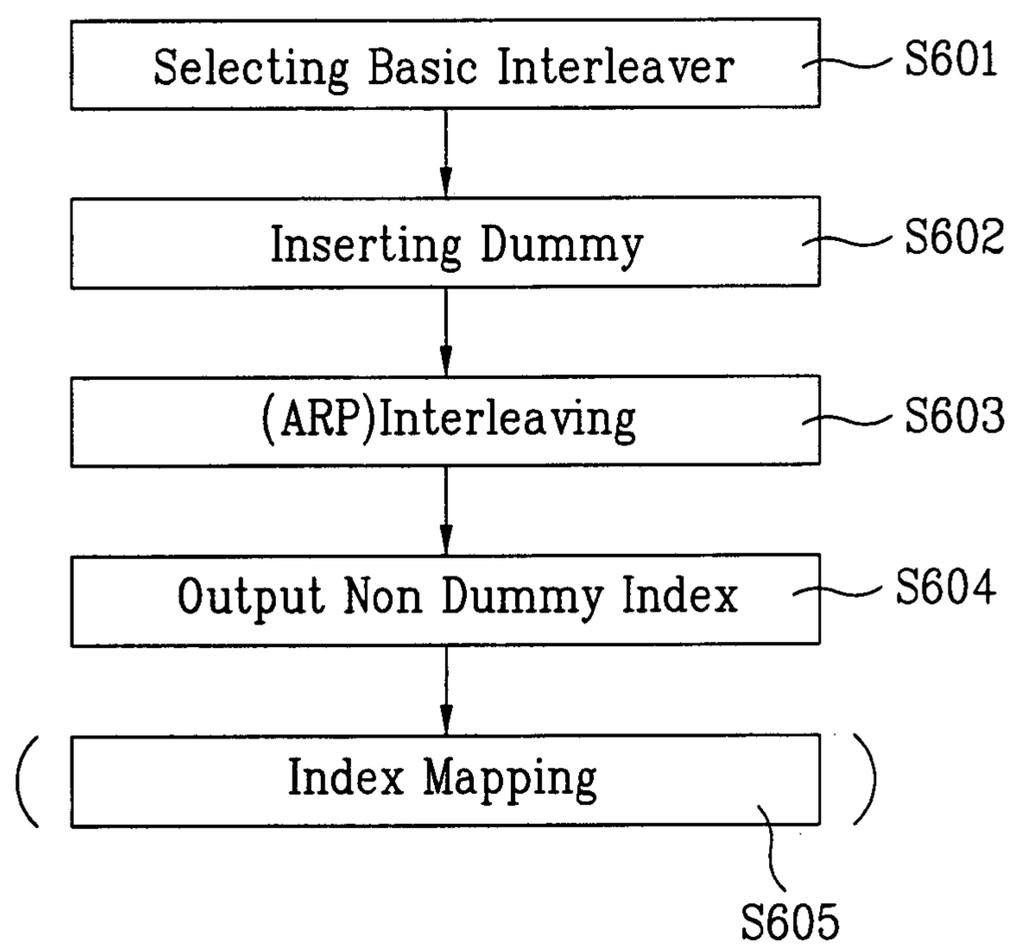 Selecting Basic Interleaver S601
Inserting Dummy S602
(ARP)Interleaving S603
Output Non Dummy Index S604
( Index Mapping )
S605